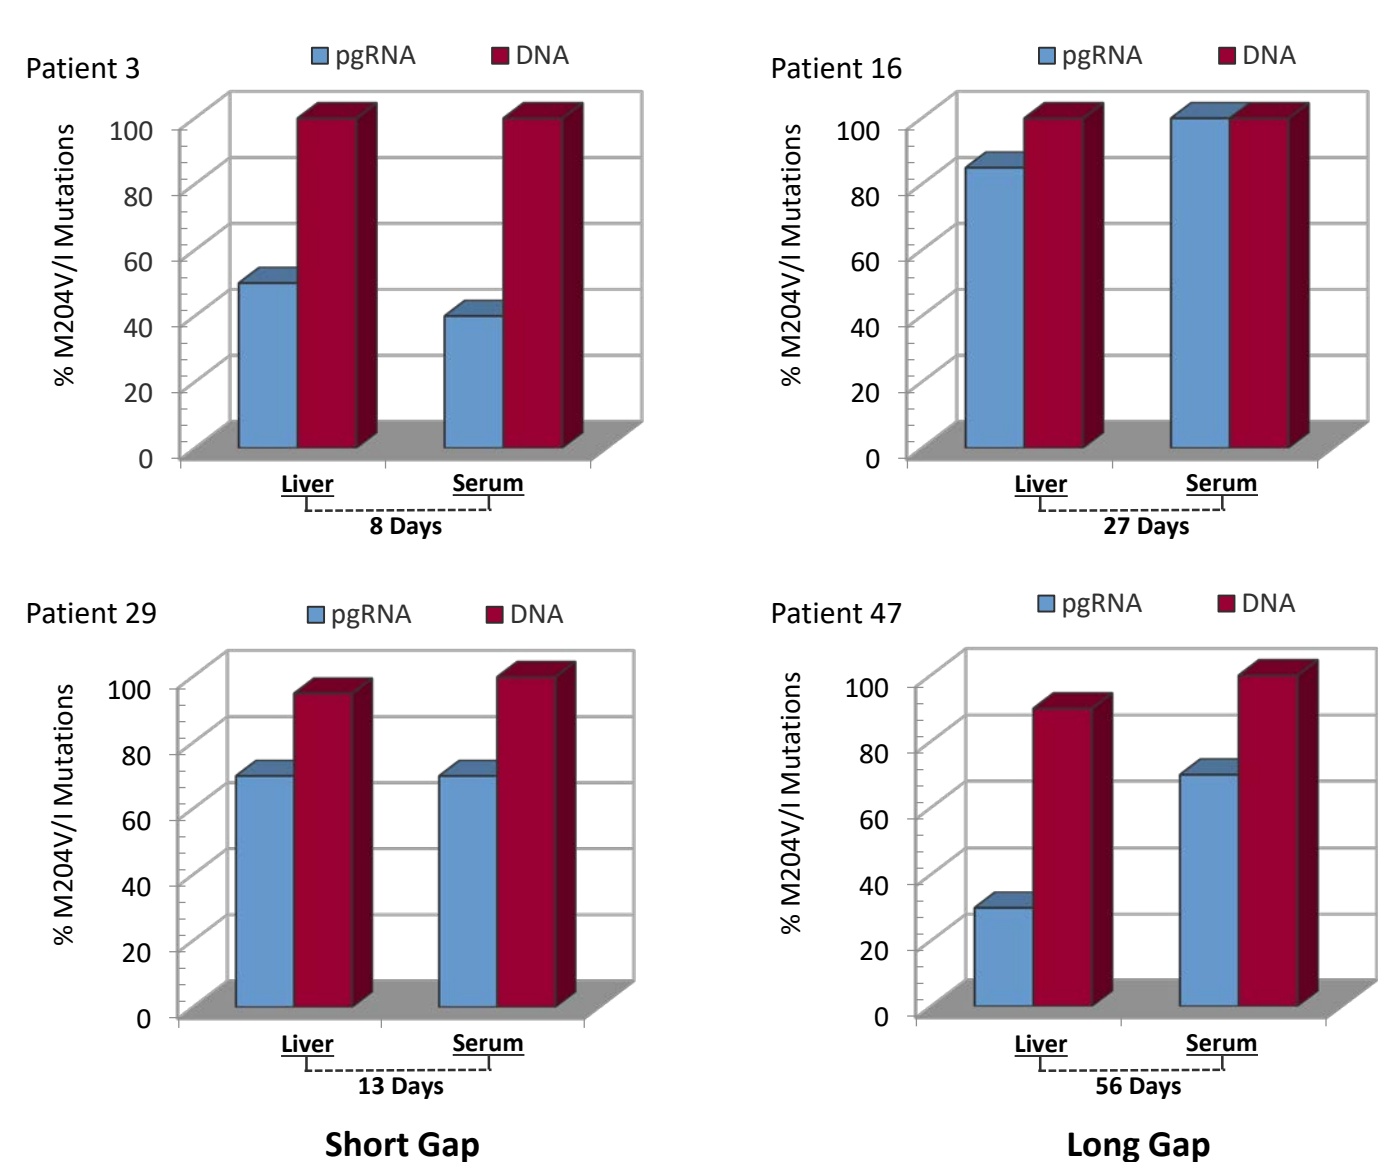 Patient 3
pgRNA DNA
% M204V/I Mutations
100
80
60
40
20
0
Liver Serum
8 Days
Patient 16
pgRNA DNA
% M204V/I Mutations
100
80
60
40
20
0
Liver Serum
27 Days
Patient 29
pgRNA DNA
% M204V/I Mutations
100
80
60
40
20
0
Liver Serum
13 Days
Short Gap
Patient 47
pgRNA DNA
% M204V/I Mutations
100
80
60
40
20
0
Liver Serum
56 Days
Long Gap